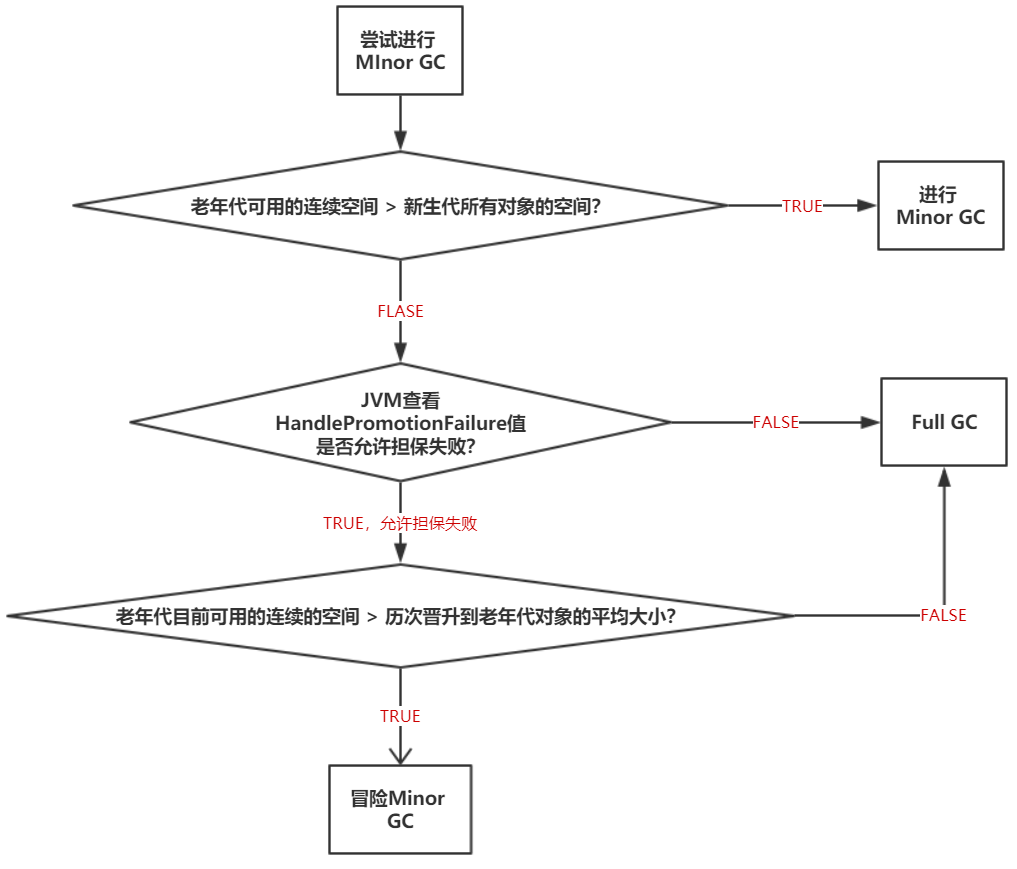 尝试进行
MInor GC
老年代可用的连续空间 > 新生代所有对象的空间?
TRUE
进行
Minor GC
FLASE
JVM查看
HandlePromotionFailure值
是否允许担保失败?
FALSE
Full GC
TRUE，允许担保失败
老年代目前可用的连续的空间 > 历次晋升到老年代对象的平均大小?
FALSE
TRUE
冒险Minor
GC